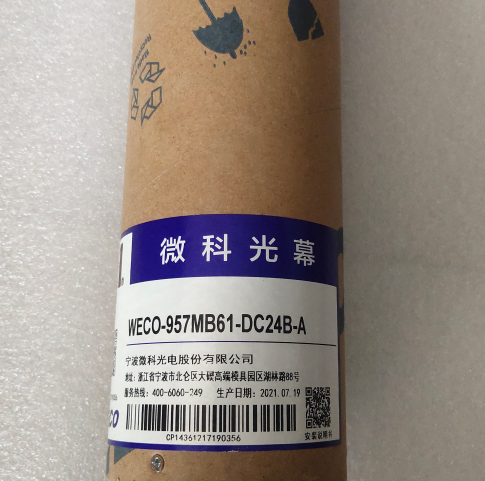 微科光幕
WECO-957MB61-DC24B-A
宁波微科光电股份有限公司
地址：浙江省宁波市北仑区大碶高端模具园区湖林路88号
服务热线：400-6060-249 生产日期：2021.07.19
CP14361217190356
安装说明书